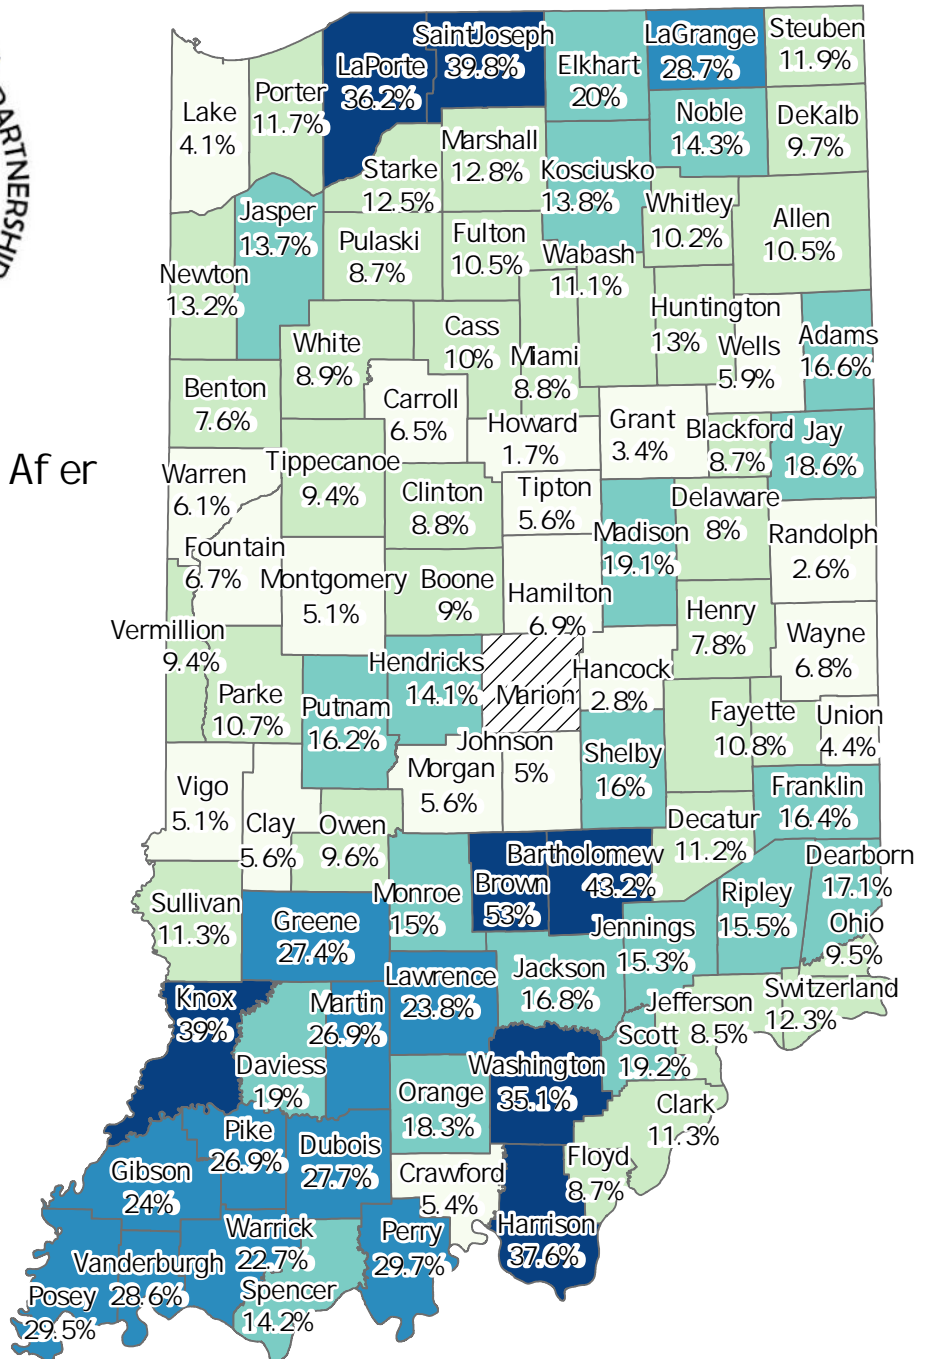 ARTNERSHIP
SaintJoseph
39.8%
LaGrange
28.7%
Steuben
11.9%
LaPorte
36.2%
Elkhart
20%
Porter
11.7%
Lake
4.1%
Noble
14.3%
DeKalb
9.7%
Marshall
12.8%
Starke
12.5%
Kosciusko
13.8%
Whitley
10.2%
Allen
10.5%
Jasper
13.7%
Pulaski
8.7%
Fulton
10.5%
Wabash
11.1%
Newton
13.2%
Huntington
13%
Cass
10%
White
8.9%
Miami
8.8%
Wells
5.9%
Adams
16.6%
Benton
7.6%
Carroll
6.5%
Howard
1.7%
Grant
3.4%
Blackford
8.7%
Jay
18.6%
Afer
Warren
6.1%
Tippecanoe
9.4%
Clinton
8.8%
Tipton
5.6%
Delaware
8%
Madison
19.1%
Randolph
2.6%
Fountain
6.7%
Montgomery
5.1%
Boone
9%
Hamilton
6.9%
Henry
7.8%
Wayne
6.8%
Vermillion
9.4%
Hendricks
14.1%
Marion
Hancock
2.8%
Parke
10.7%
Putnam
16.2%
Fayette
10.8%
Union
4.4%
Johnson
5%
Morgan
5.6%
Shelby
16%
Vigo
5.1%
Franklin
16.4%
Clay
5.6%
Owen
9.6%
Decatur
11.2%
Bartholomew
43.2%
Dearborn
17.1%
Monroe
15%
Brown
53%
Ripley
15.5%
Sullivan
11.3%
Greene
27.4%
Jennings
15.3%
Ohio
9.5%
Lawrence
23.8%
Jackson
16.8%
Knox
39%
Martin
26.9%
Jefferson
8.5%
Switzerland
12.3%
Scott
19.2%
Daviess
19%
Washington
35.1%
Orange
18.3%
Clark
11.3%
Pike
26.9%
Dubois
27.7%
Gibson
24%
Crawford
5.4%
Floyd
8.7%
Warrick
22.7%
Perry
29.7%
Harrison
37.6%
Vanderburgh
28.6%
Spencer
14.2%
Posey
29.5%